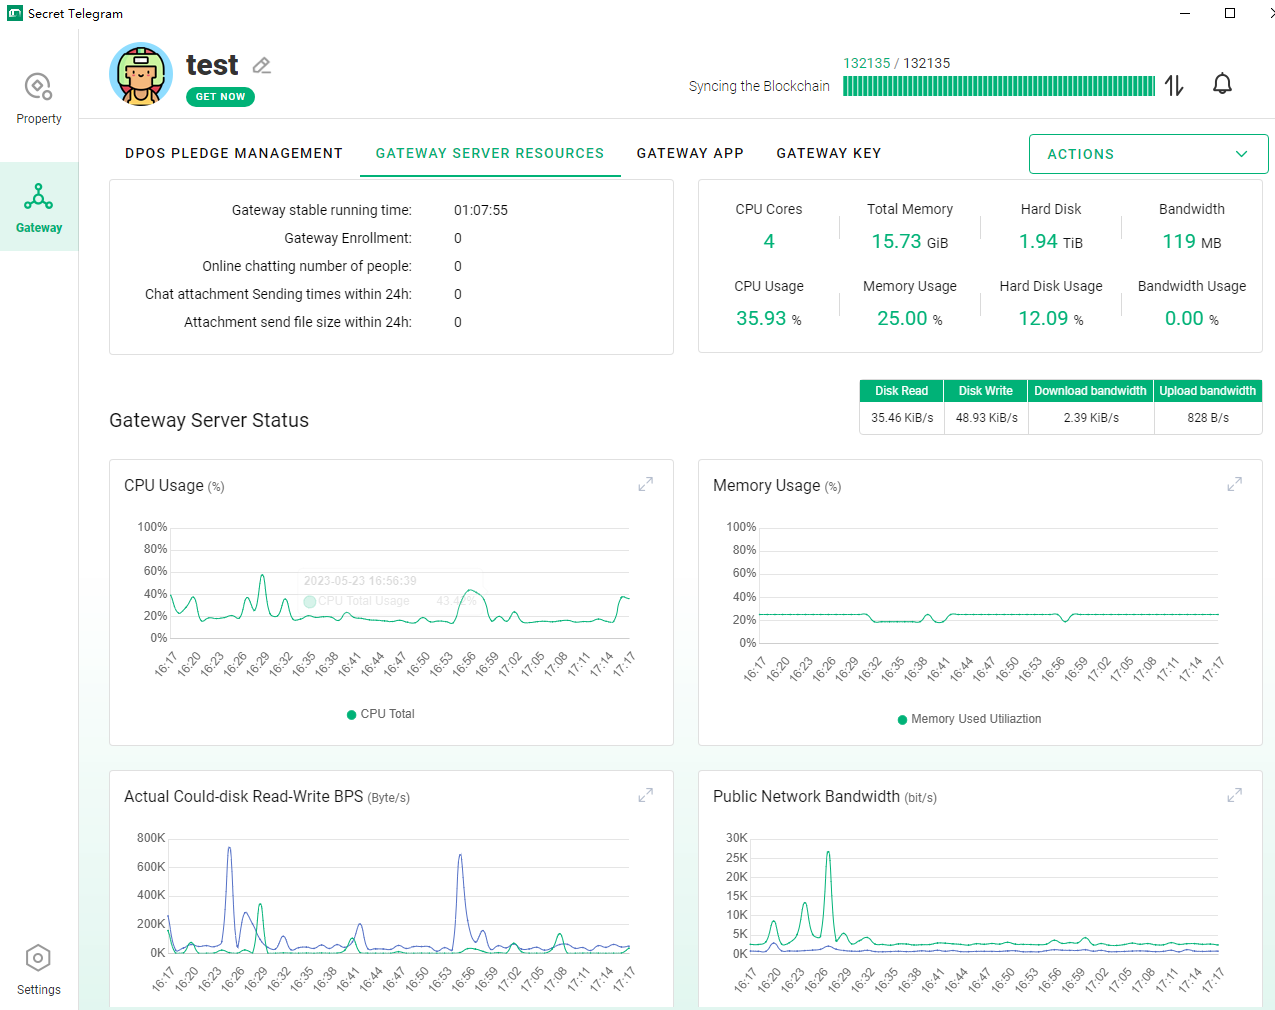 Secret Telegram
test
GET NOW
132135 / 132135
Syncing the Blockchain
Property
Gateway
Settings
DPOS PLEDGE MANAGEMENT
GATEWAY SERVER RESOURCES
GATEWAY APP
GATEWAY KEY
ACTIONS
Gateway stable running time: 01:07:55
Gateway Enrollment: 0
Online chatting number of people: 0
Chat attachment Sending times within 24h: 0
Attachment send file size within 24h: 0
CPU Cores Total Memory Hard Disk Bandwidth
4 15.73 GiB 1.94 TiB 119 MB
CPU Usage Memory Usage Hard Disk Usage Bandwidth Usage
35.93 % 25.00 % 12.09 % 0.00 %
Gateway Server Status
Disk Read Disk Write Download bandwidth Upload bandwidth
35.46 KiB/s 48.93 KiB/s 2.39 KiB/s 828 B/s
CPU Usage (%)
100%
80%
60%
40%
20%
0%
2023-05-23 16:56:39
CPU Total Usage 43.42%
16:17 16:20 16:23 16:26 16:29 16:32 16:35 16:38 16:41 16:44 16:47 16:50 16:53 16:56 16:59 17:02 17:05 17:08 17:11 17:14 17:17
CPU Total
Memory Usage (%)
100%
80%
60%
40%
20%
0%
16:17 16:20 16:23 16:26 16:29 16:32 16:35 16:38 16:41 16:44 16:47 16:50 16:53 16:56 16:59 17:02 17:05 17:08 17:11 17:14 17:17
Memory Used Utiliaztion
Actual Could-disk Read-Write BPS (Byte/s)
800K
600K
400K
200K
0K
16:17 16:20 16:23 16:26 16:29 16:32 16:35 16:38 16:41 16:44 16:47 16:50 16:53 16:56 16:59 17:02 17:05 17:08 17:11 17:14 17:17
Public Network Bandwidth (bit/s)
30K
25K
20K
15K
10K
5K
0K
16:17 16:20 16:23 16:26 16:29 16:32 16:35 16:38 16:41 16:44 16:47 16:50 16:53 16:56 16:59 17:02 17:05 17:08 17:11 17:14 17:17